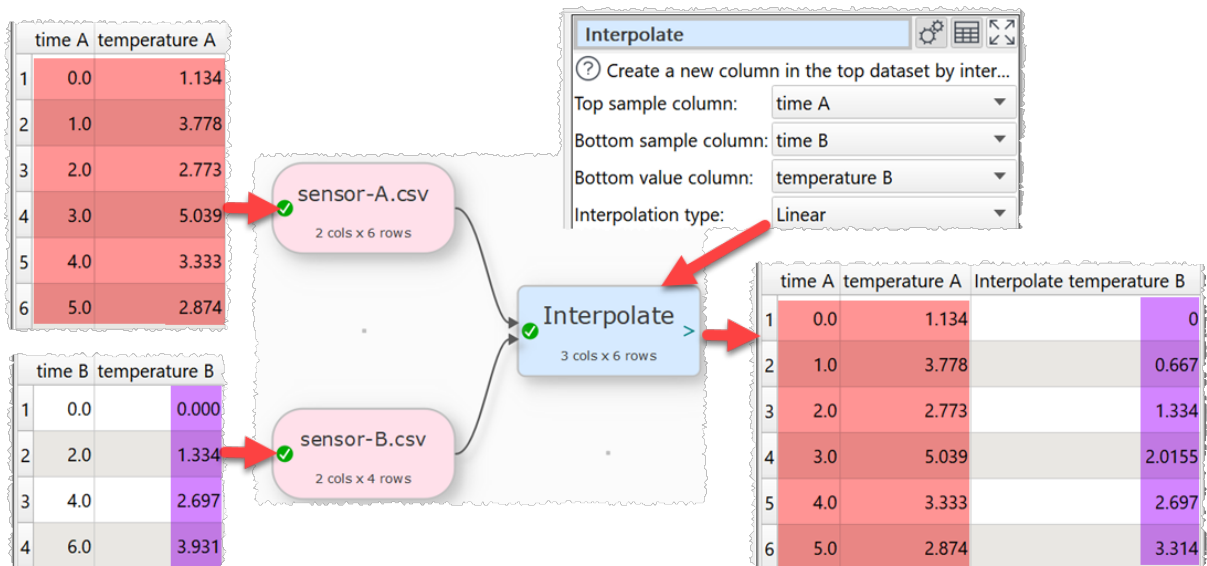 time A temperature A
1 0.0 1.134
2 1.0 3.778
3 2.0 2.773
4 3.0 5.039
5 4.0 3.333
6 5.0 2.874
time B temperature B
1 0.0 0.000
2 2.0 1.334
3 4.0 2.697
4 6.0 3.931
sensor-A.csv
2 cols x 6 rows
sensor-B.csv
2 cols x 4 rows
Interpolate
3 cols x 6 rows
>
Interpolate
? Create a new column in the top dataset by inter...
Top sample column: time A
Bottom sample column: time B
Bottom value column: temperature B
Interpolation type: Linear
time A temperature A Interpolate temperature B
1 0.0 1.134 0
2 1.0 3.778 0.667
3 2.0 2.773 1.334
4 3.0 5.039 2.0155
5 4.0 3.333 2.697
6 5.0 2.874 3.314